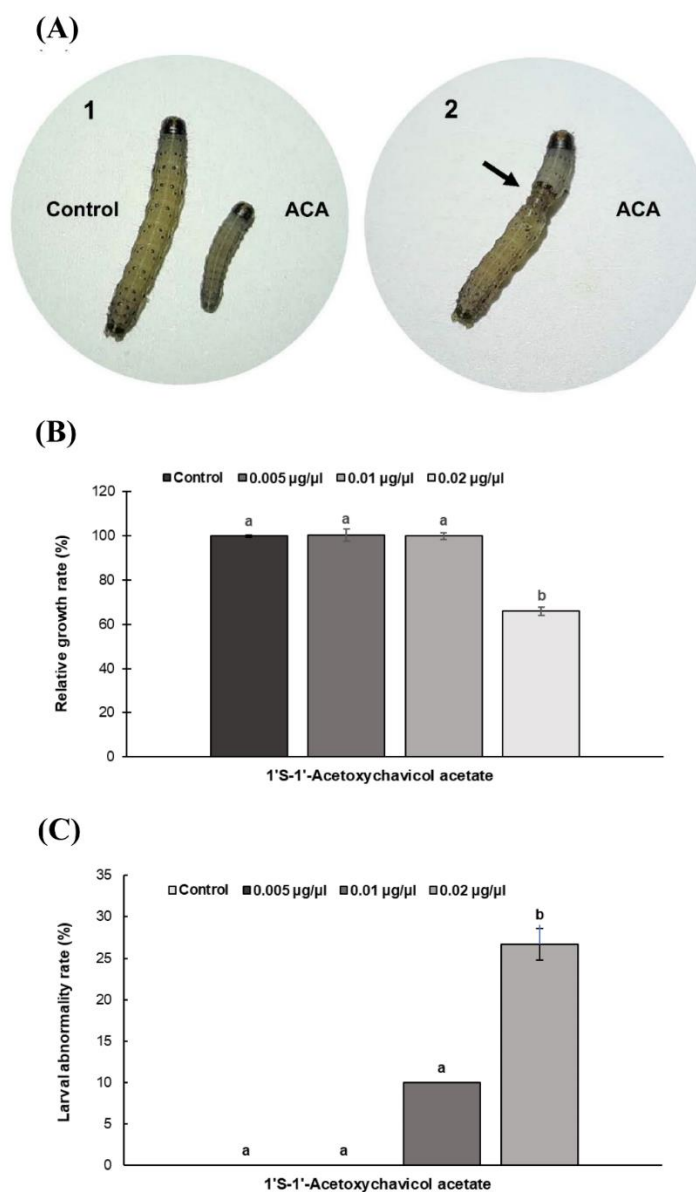 (A)
1
Control
ACA
2
ACA
(B)
Control 0.005 µg/µl 0.01 µg/µl 0.02 µg/µl
Relative growth rate (%)
120
100
80
60
40
20
0
a
a
a
b
1'S-1'-Acetoxychavicol acetate
(C)
Control 0.005 µg/µl 0.01 µg/µl 0.02 µg/µl
Larval abnormality rate (%)
35
30
25
20
15
10
5
0
a
a
a
b
1'S-1'-Acetoxychavicol acetate